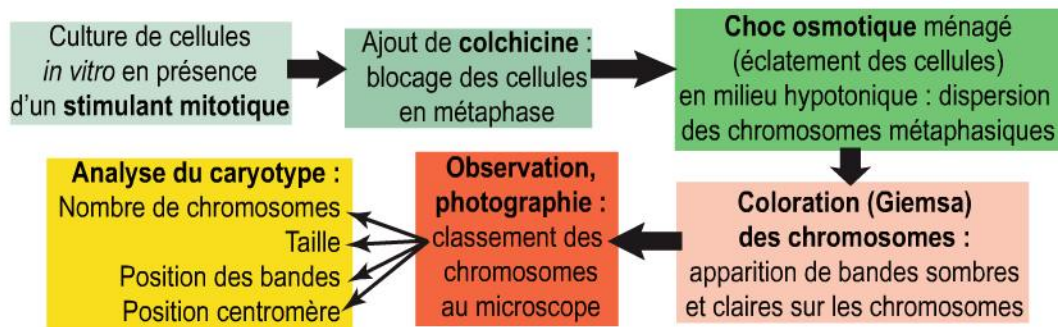 Culture de cellules
in vitro en présence
d'un stimulant mitotique
Ajout de colchicine :
blocage des cellules
en métaphase
Choc osmotique ménagé
(éclatement des cellules)
en milieu hypotonique : dispersion
des chromosomes métaphasiques
Coloration (Giemsa)
des chromosomes :
apparition de bandes sombres
et claires sur les chromosomes
Observation,
photographie :
classement des
chromosomes
au microscope
Analyse du caryotype :
Nombre de chromosomes
Taille
Position des bandes
Position centromère